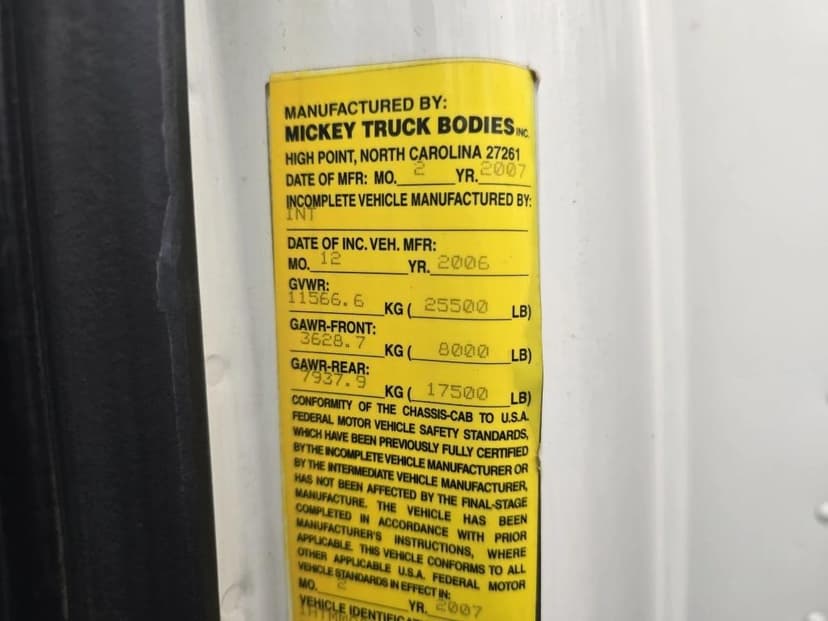 MANUFACTURED BY:
MICKEY TRUCK BODIES INC.
HIGH POINT, NORTH CAROLINA 27261
DATE OF MFR: MO. 2 YR. 2007
INCOMPLETE VEHICLE MANUFACTURED BY:
INT
DATE OF INC. VEH. MFR:
MO. 12 YR. 2006
GVWR:
11566.6 KG ( 25500 LB)
GAWR-FRONT:
3628.7 KG ( 8000 LB)
GAWR-REAR:
7937.9 KG ( 17500 LB)
CONFORMITY OF THE CHASSIS-CAB TO U.S.A.
FEDERAL MOTOR VEHICLE SAFETY STANDARDS,
WHICH HAVE BEEN PREVIOUSLY FULLY CERTIFIED
BY THE INCOMPLETE VEHICLE MANUFACTURER OR
BY THE INTERMEDIATE VEHICLE MANUFACTURER,
HAS NOT BEEN AFFECTED BY THE FINAL-STAGE
MANUFACTURE. THE VEHICLE HAS BEEN
COMPLETED IN ACCORDANCE WITH PRIOR
MANUFACTURER'S INSTRUCTIONS, WHERE
APPLICABLE. THIS VEHICLE CONFORMS TO ALL
OTHER APPLICABLE U.S.A. FEDERAL MOTOR
VEHICLE STANDARDS IN EFFECT IN:
MO. 2 YR. 2007
VEHICLE